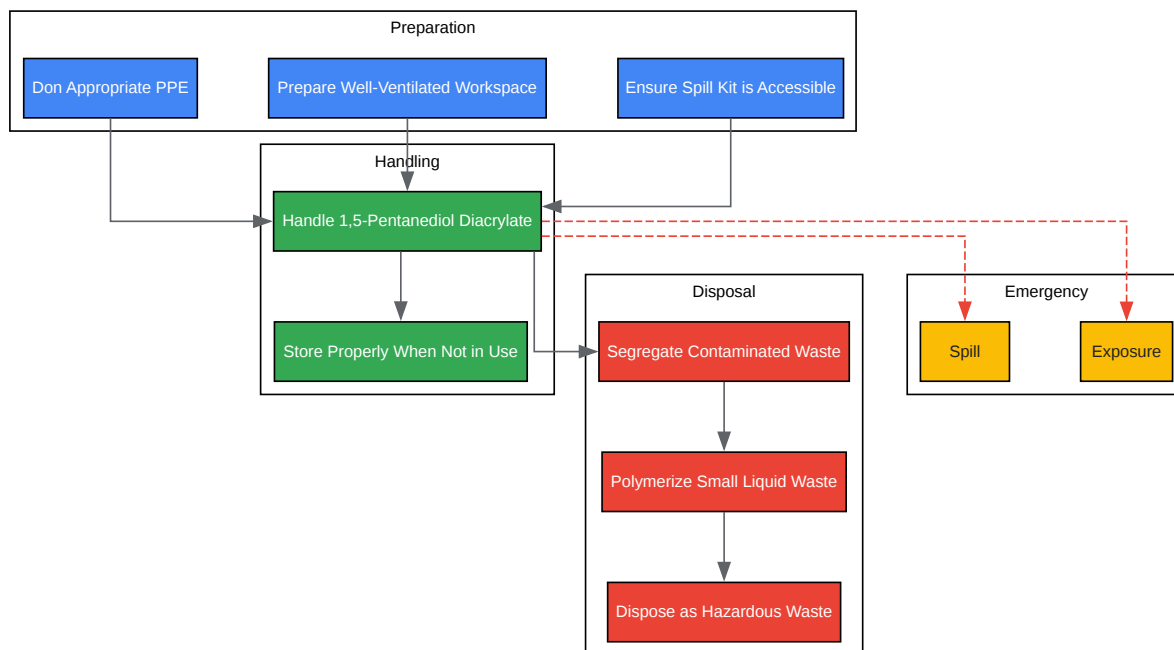 Preparation
Don Appropriate PPE
Prepare Well-Ventilated Workspace
Ensure Spill Kit is Accessible
Handling
Handle 1,5-Pentanediol Diacrylate
Store Properly When Not in Use
Disposal
Segregate Contaminated Waste
Polymerize Small Liquid Waste
Dispose as Hazardous Waste
Emergency
Spill
Exposure